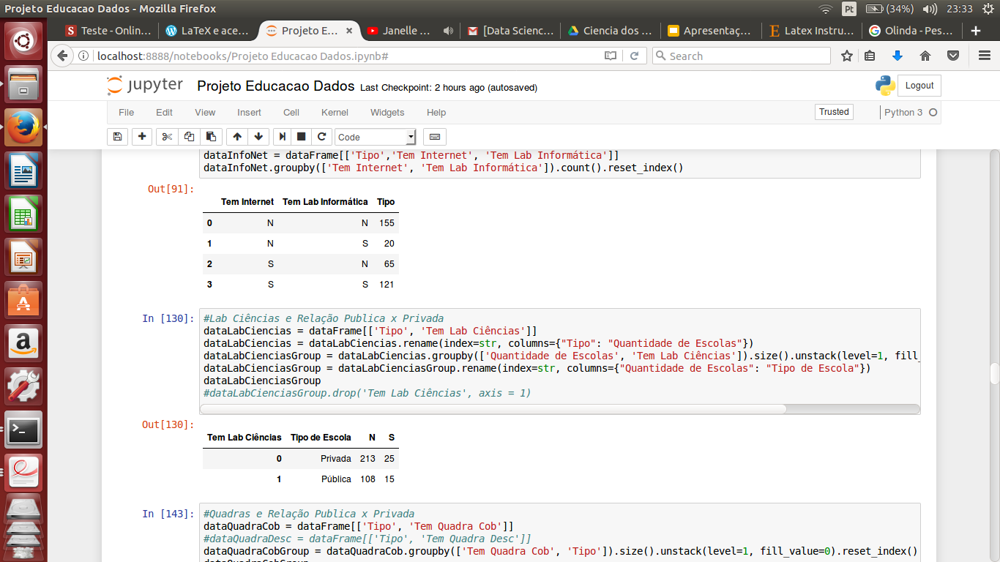 Projeto Educacao Dados - Mozilla Firefox
Pt
(34%)
23:33
Teste - Onlin…
LaTeX e ace…
Projeto E…
Janelle …
[Data Scienc…
Ciencia dos …
Apresentaç…
Latex Instru…
Olinda - Pes…
localhost:8888/notebooks/Projeto Educacao Dados.ipynb#
Search
jupyter
Projeto Educacao Dados Last Checkpoint: 2 hours ago (autosaved)
Logout
File Edit View Insert Cell Kernel Widgets Help
Trusted
Python 3
Code
dataInfoNet = dataFrame[['Tipo','Tem Internet', 'Tem Lab Informática']]
dataInfoNet.groupby(['Tem Internet', 'Tem Lab Informática']).count().reset_index()
Out[91]:
Tem Internet Tem Lab Informática Tipo
0 N N 155
1 N S 20
2 S N 65
3 S S 121
In [130]:
#Lab Ciências e Relação Publica x Privada
dataLabCiencias = dataFrame[['Tipo', 'Tem Lab Ciências']]
dataLabCiencias = dataLabCiencias.rename(index=str, columns={"Tipo": "Quantidade de Escolas"})
dataLabCienciasGroup = dataLabCiencias.groupby(['Quantidade de Escolas', 'Tem Lab Ciências']).size().unstack(level=1, fill_
dataLabCienciasGroup = dataLabCienciasGroup.rename(index=str, columns={"Quantidade de Escolas": "Tipo de Escola"})
dataLabCienciasGroup
#dataLabCienciasGroup.drop('Tem Lab Ciências', axis = 1)
Out[130]:
Tem Lab Ciências Tipo de Escola N S
0 Privada 213 25
1 Pública 108 15
In [143]:
#Quadras e Relação Publica x Privada
dataQuadraCob = dataFrame[['Tipo', 'Tem Quadra Cob']]
#dataQuadraDesc = dataFrame[['Tipo', 'Tem Quadra Desc']]
dataQuadraCobGroup = dataQuadraCob.groupby(['Tem Quadra Cob', 'Tipo']).size().unstack(level=1, fill_value=0).reset_index()
dataQuadraCobGroup